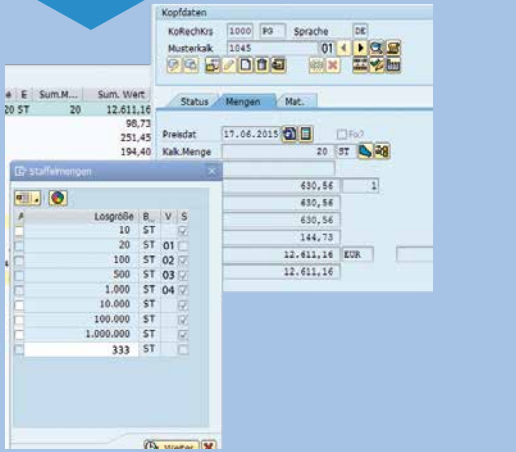 Kopfdaten
KoRechKrs 1000 PG Sprache DE
Musterkalk 1045 01
Status Mengen Mat.
Preisdat 17.06.2015 Fix?
Kalk.Menge 20 ST
630,56 1
630,56
630,56
144,73
12.611,16 EUR
12.611,16
e E Sum.M... Sum. Wert
20 ST 20 12.611,16
98,73
251,45
194,40
Staffelmengen
A Losgröße B.. V S
10 ST
20 ST 01
100 ST 02
500 ST 03
1.000 ST 04
10.000 ST
100.000 ST
1.000.000 ST
333 ST
Weiter